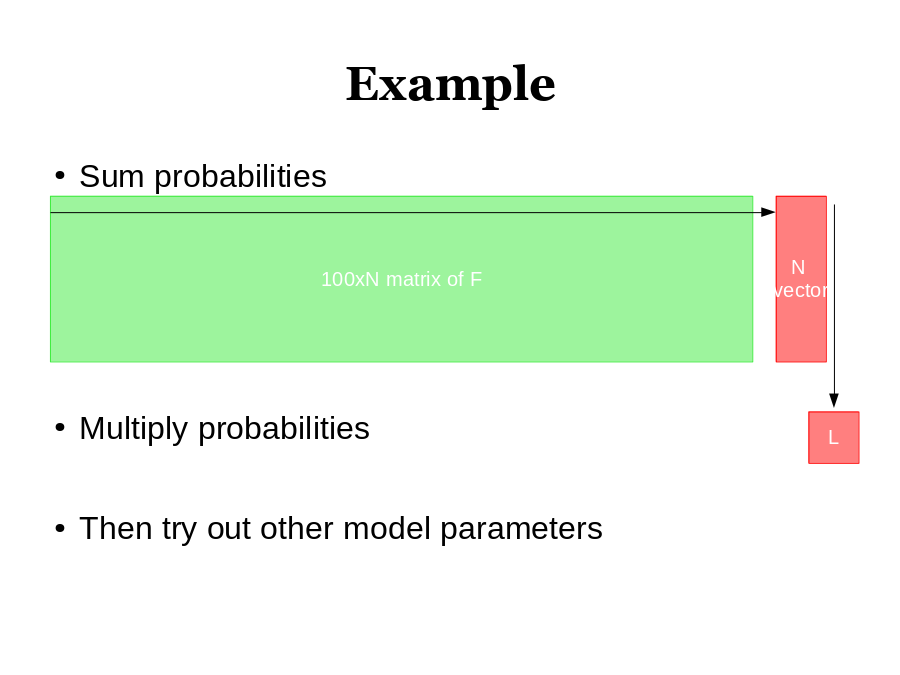 Example
• Sum probabilities
100xN matrix of F
N
vector
• Multiply probabilities
L
• Then try out other model parameters